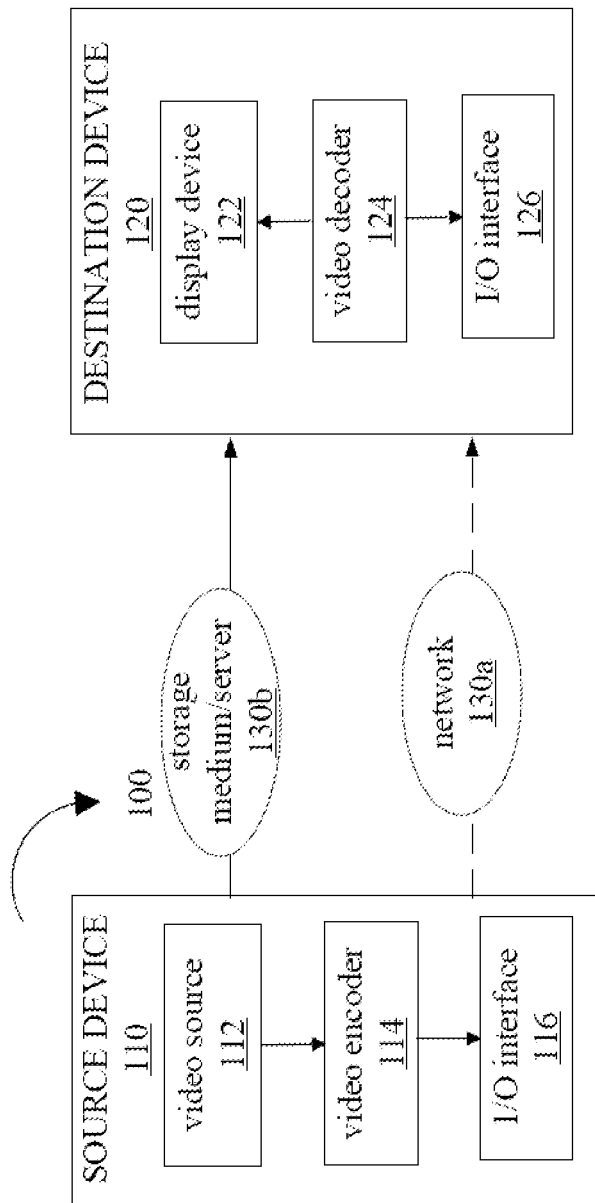 SOURCE DEVICE
110
video source
112
video encoder
114
I/O interface
116
100
storage
medium/server
130b
network
130a
DESTINATION DEVICE
120
display device
122
video decoder
124
I/O interface
126